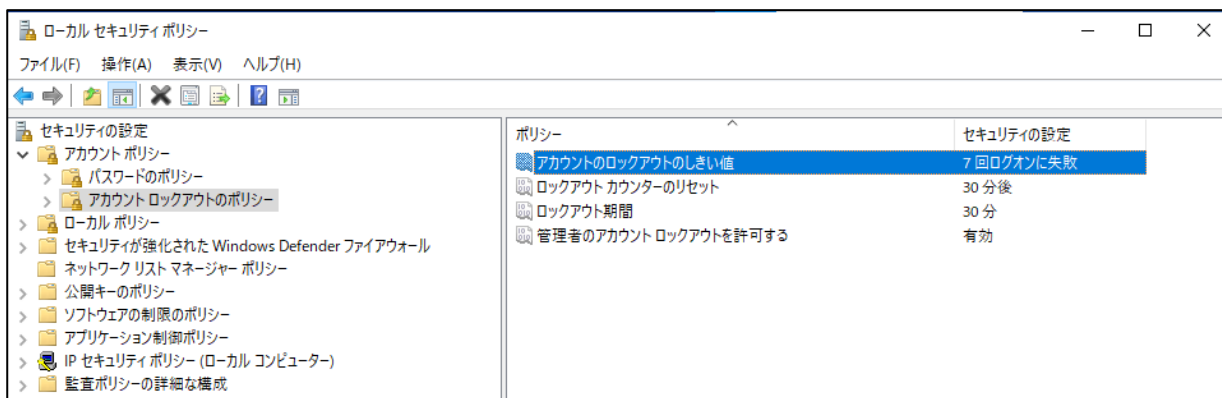 ローカル セキュリティ ポリシー
ファイル(F) 操作(A) 表示(V) ヘルプ(H)
セキュリティの設定
アカウント ポリシー
パスワードのポリシー
アカウント ロックアウトのポリシー
ローカル ポリシー
セキュリティが強化された Windows Defender ファイアウォール
ネットワーク リスト マネージャー ポリシー
公開キーのポリシー
ソフトウェアの制限のポリシー
アプリケーション制御ポリシー
IP セキュリティ ポリシー (ローカル コンピューター)
監査ポリシーの詳細な構成
ポリシー セキュリティの設定
アカウントのロックアウトのしきい値 7 回ログオンに失敗
ロックアウト カウンターのリセット 30 分後
ロックアウト期間 30 分
管理者のアカウント ロックアウトを許可する 有効